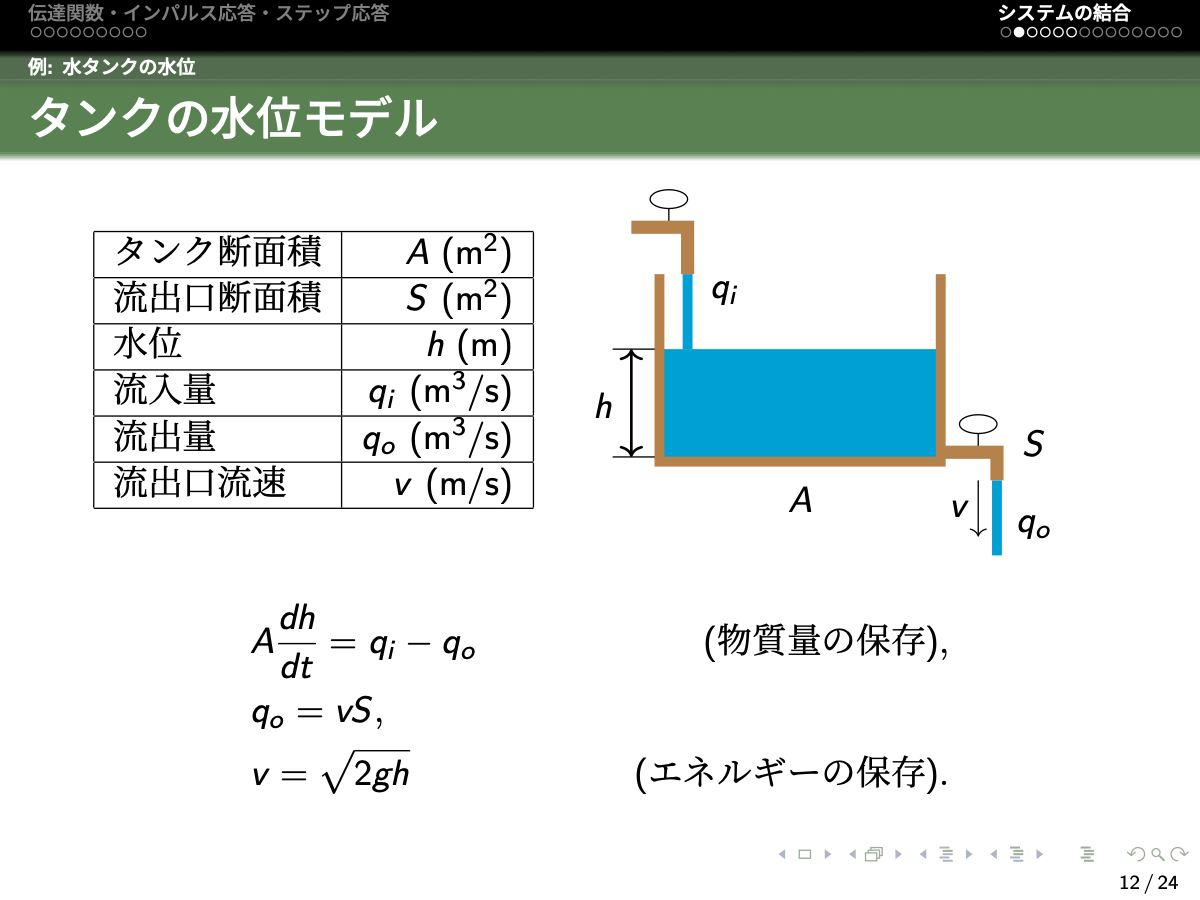 伝達関数・インパルス応答・ステップ応答 システムの結合
例: 水タンクの水位
タンクの水位モデル
タンク断面積 A (m²)
流出口断面積 S (m²)
水位 h (m)
流入量 qᵢ (m³/s)
流出量 qₒ (m³/s)
流出口流速 v (m/s)
qᵢ
h
S
A
v
qₒ
A dh/dt = qᵢ − qₒ (物質量の保存),
qₒ = vS,
v = √2gh (エネルギーの保存).
12 / 24